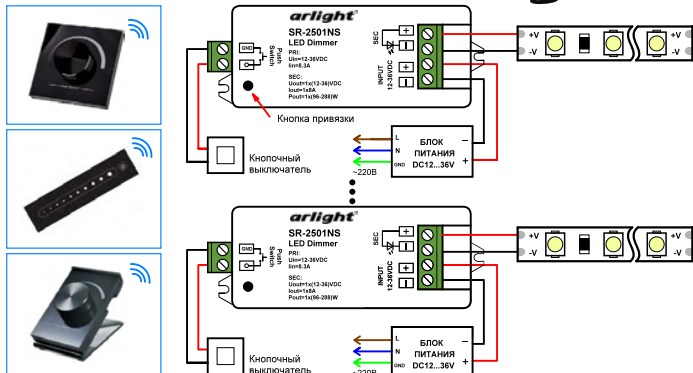 arlight
SR-2501NS
LED Dimmer
PRI:
Uin=12-36VDC
Iin=8.3A
SEC:
Uout=1x(12-36)VDC
Iout=1x8A
Pout=1x(96-288)W
GND
Push
Switch
SEC
+
−
INPUT
12-36VDC
+
−
+V
-V
+V
-V
Кнопка привязки
Кнопочный
выключатель
L
N
GND
~220В
БЛОК
ПИТАНИЯ
DC12...36V
−
+
arlight
SR-2501NS
LED Dimmer
PRI:
Uin=12-36VDC
Iin=8.3A
SEC:
Uout=1x(12-36)VDC
Iout=1x8A
Pout=1x(96-288)W
GND
Push
Switch
SEC
+
−
INPUT
12-36VDC
+
−
+V
-V
+V
-V
Кнопочный
выключатель
L
N
GND
~220В
БЛОК
ПИТАНИЯ
DC12...36V
−
+